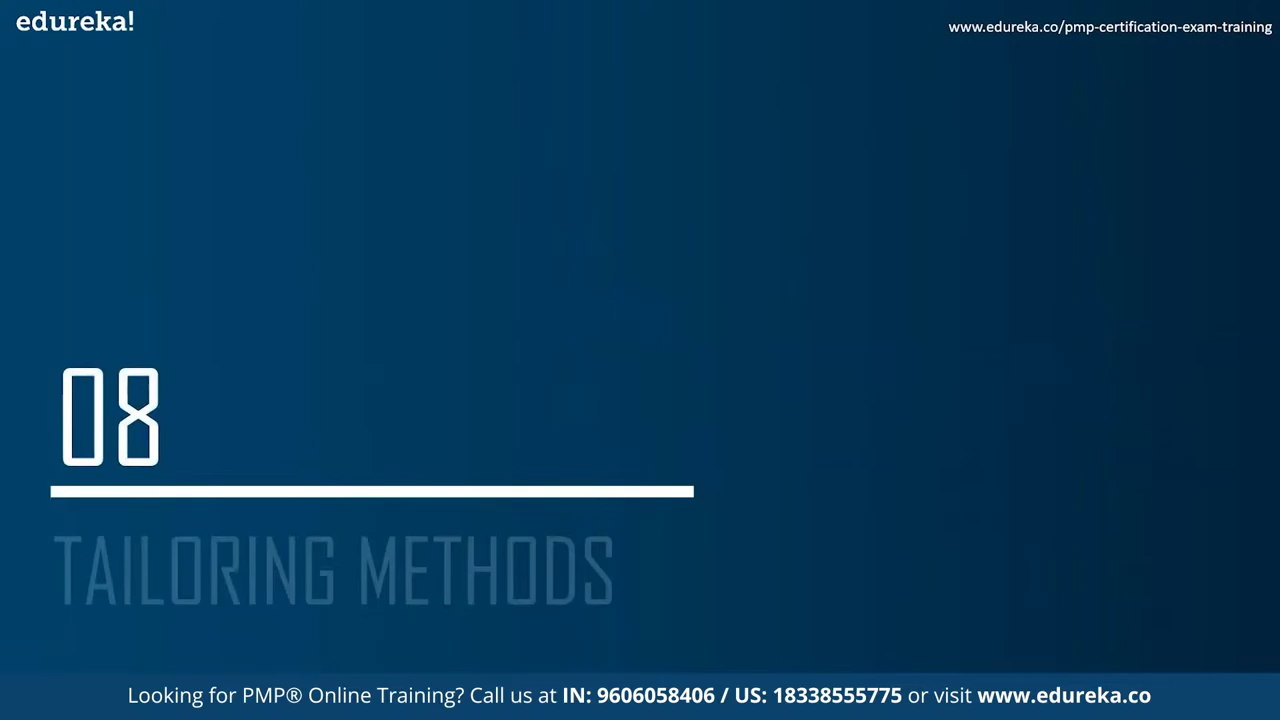 edureka!
www.edureka.co/pmp-certification-exam-training
08
TAILORING METHODS
Looking for PMP® Online Training? Call us at IN: 9606058406 / US: 18338555775 or visit www.edureka.co